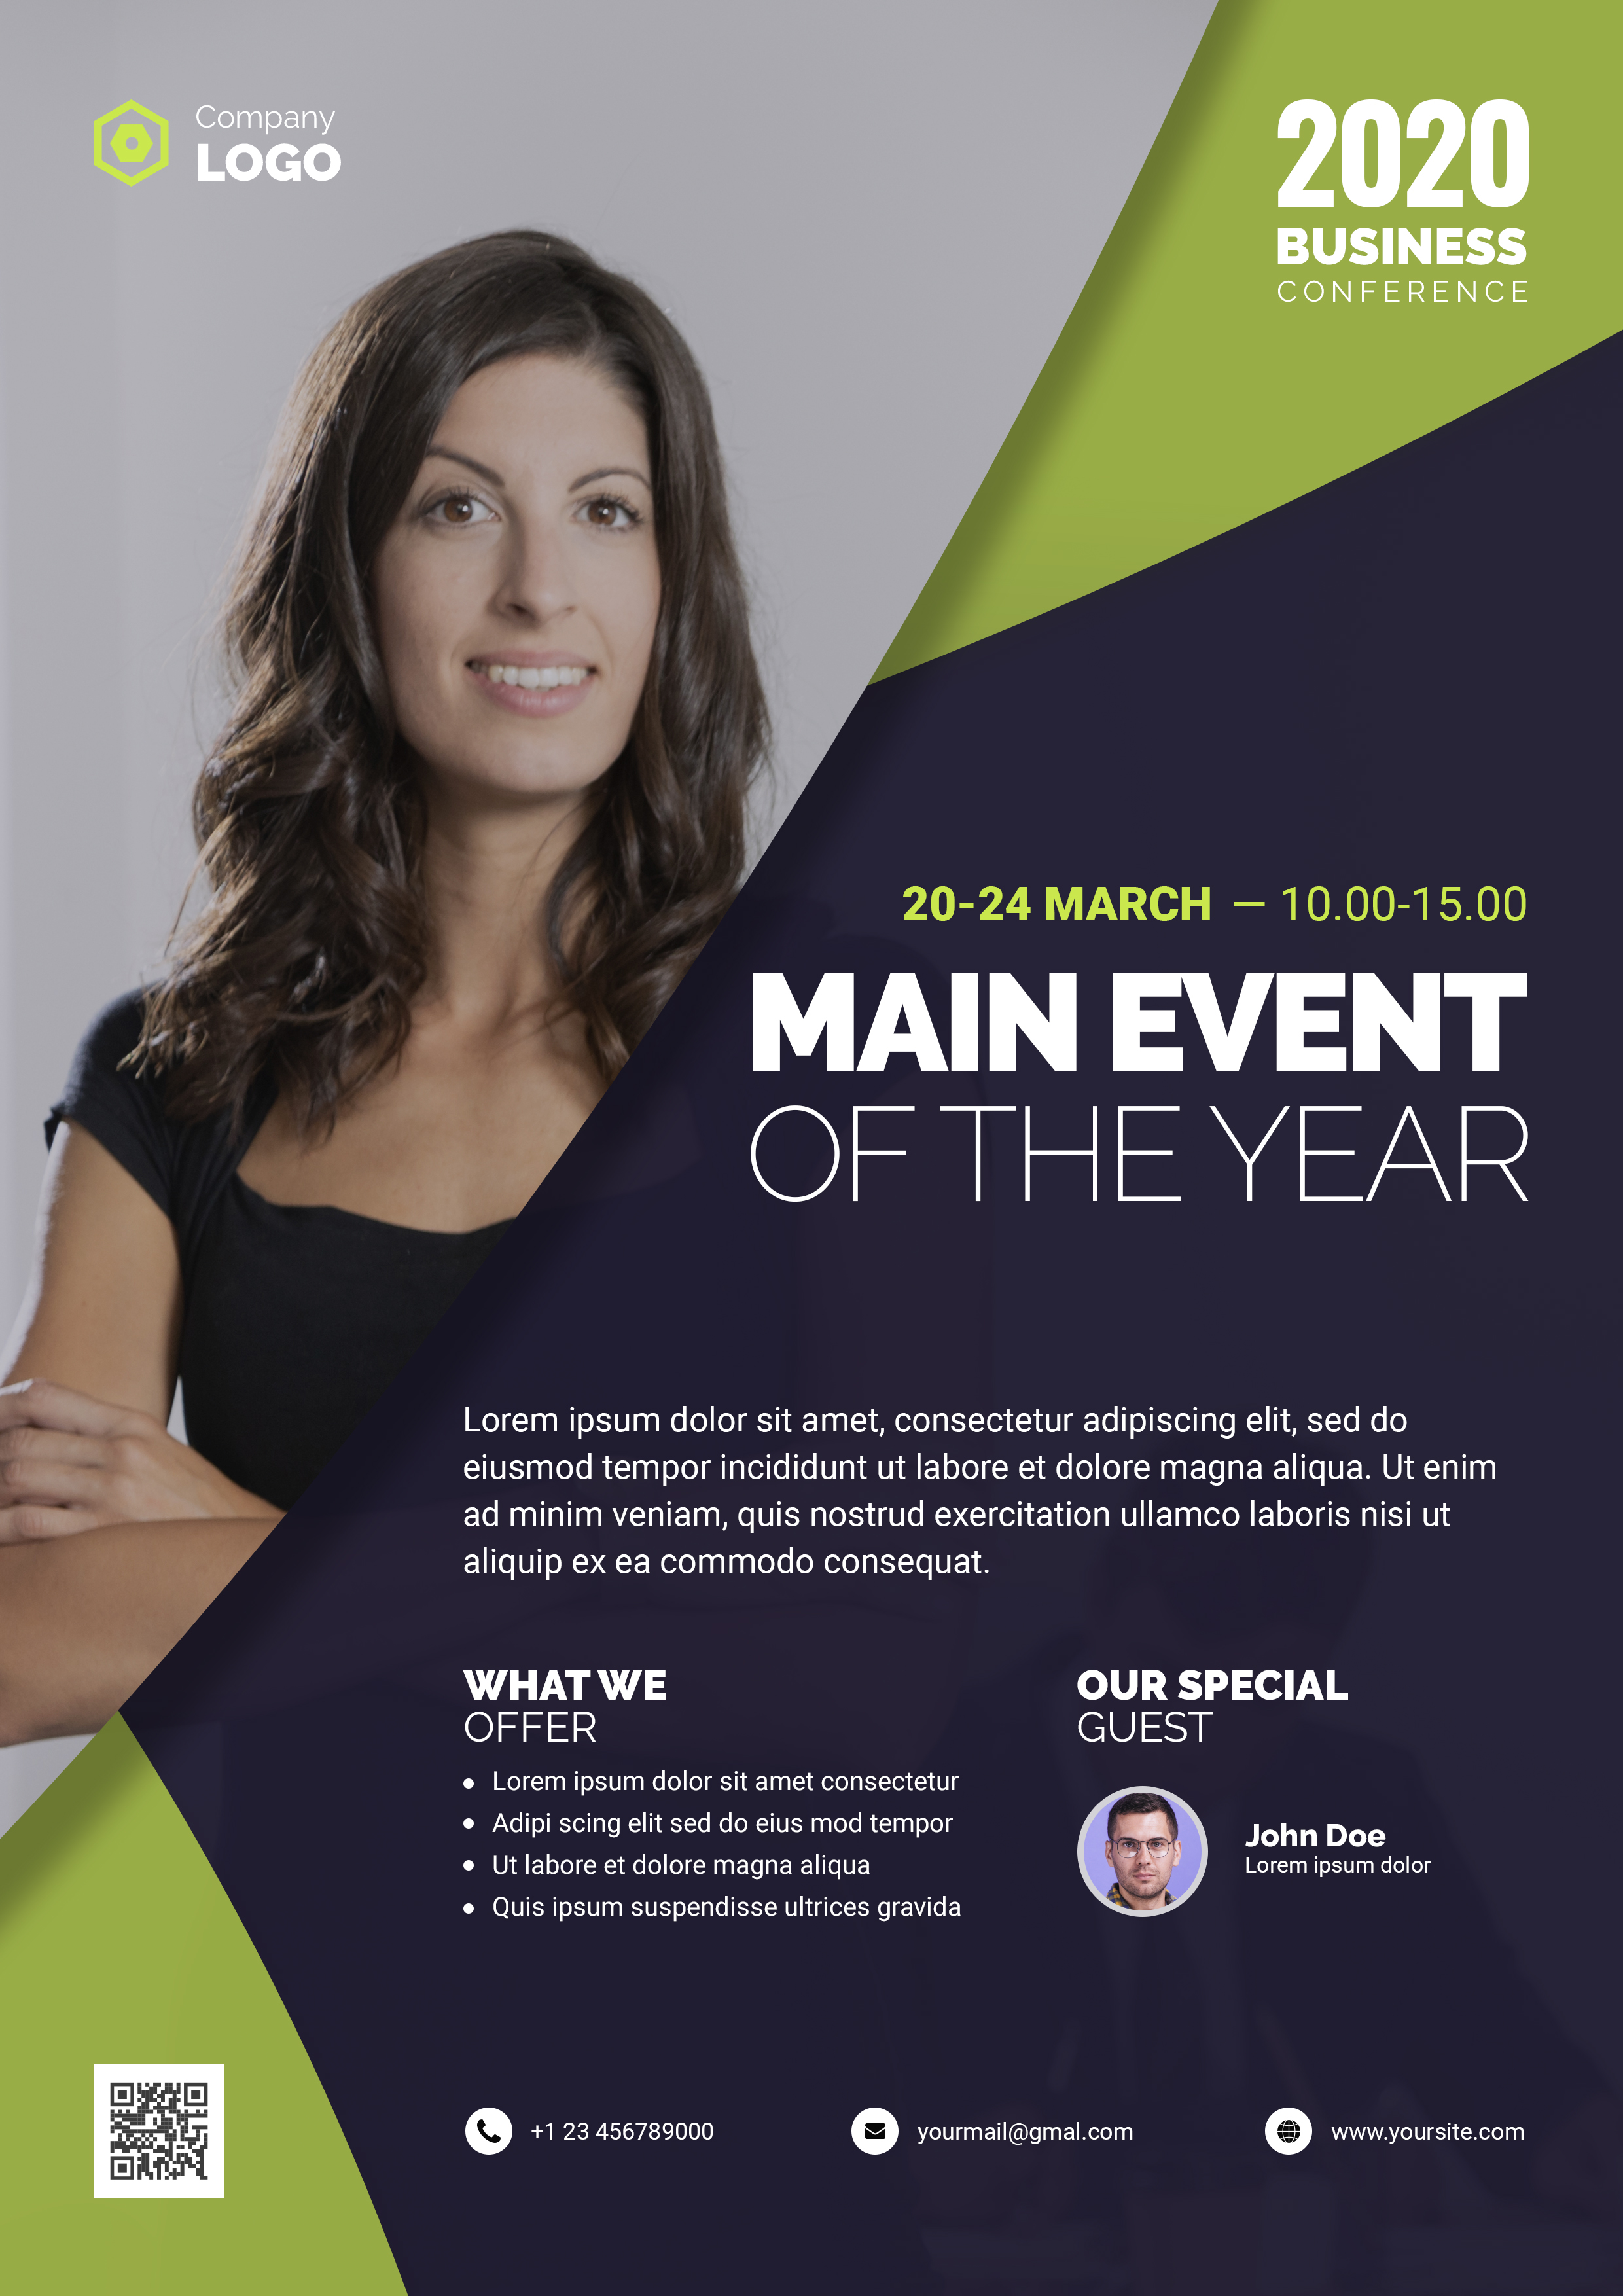 Company
LOGO
2020
BUSINESS
CONFERENCE
20-24 MARCH — 10.00-15.00
MAIN EVENT
OF THE YEAR
Lorem ipsum dolor sit amet, consectetur adipiscing elit, sed do
eiusmod tempor incididunt ut labore et dolore magna aliqua. Ut enim
ad minim veniam, quis nostrud exercitation ullamco laboris nisi ut
aliquip ex ea commodo consequat.
WHAT WE
OFFER
• Lorem ipsum dolor sit amet consectetur
• Adipi scing elit sed do eius mod tempor
• Ut labore et dolore magna aliqua
• Quis ipsum suspendisse ultrices gravida
OUR SPECIAL
GUEST
John Doe
Lorem ipsum dolor
+1 23 456789000
yourmail@gmal.com
www.yoursite.com